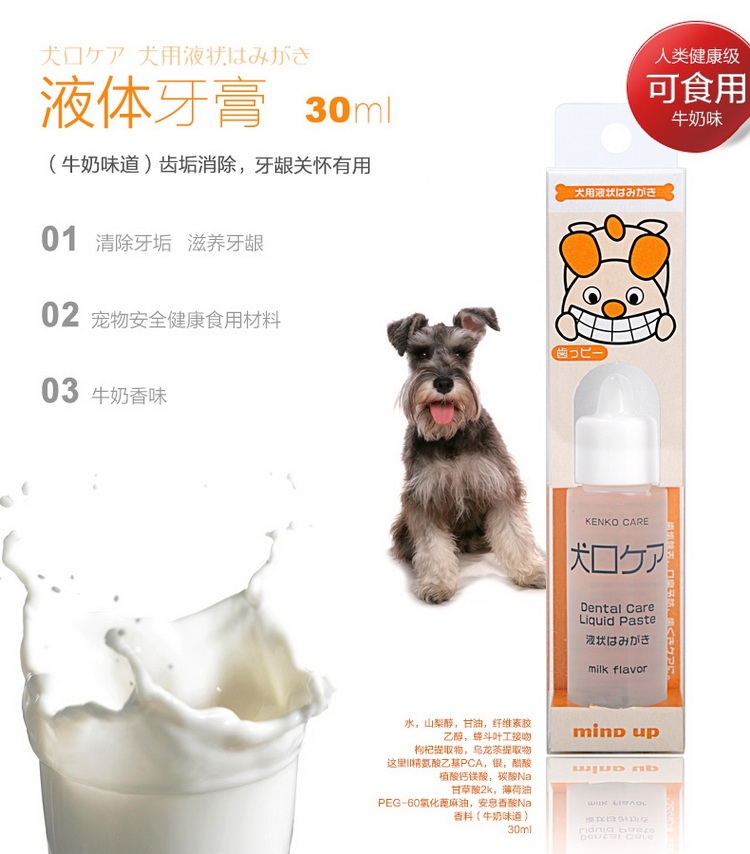 犬口ケア 犬用液状はみがき
液体牙膏 30ml
（牛奶味道）齿垢消除，牙龈关怀有用
01 清除牙垢 滋养牙龈
02 宠物安全健康食用材料
03 牛奶香味
人类健康级
可食用
牛奶味
犬用液状はみがき
歯っピー
KENKO CARE
犬口ケア
Dental Care
Liquid Paste
液状はみがき
milk flavor
mind up
水，山梨醇，甘油，纤维素胶
乙醇，蜂斗叶工接吻
枸杞提取物，乌龙茶提取物
这里II精氨酸乙基PCA，银，醋酸
植酸钙镁酸，碳酸Na
甘草酸2k，薄荷油
PEG-60氢化蓖麻油，安息香酸Na
香料（牛奶味道）
30ml